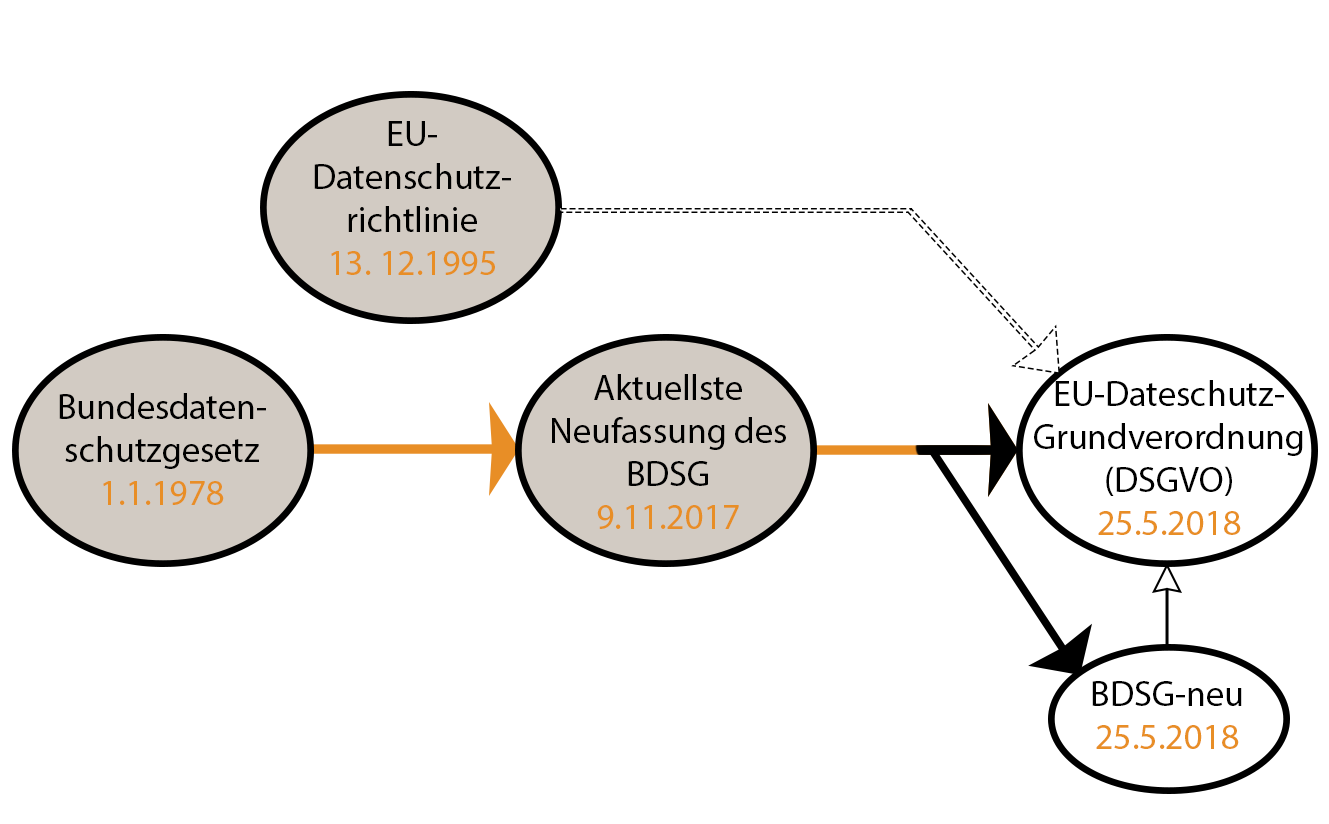 EU-
Datenschutz-
richtlinie
13. 12.1995
Bundesdaten-
schutzgesetz
1.1.1978
Aktuellste
Neufassung des
BDSG
9.11.2017
EU-Dateschutz-
Grundverordnung
(DSGVO)
25.5.2018
BDSG-neu
25.5.2018